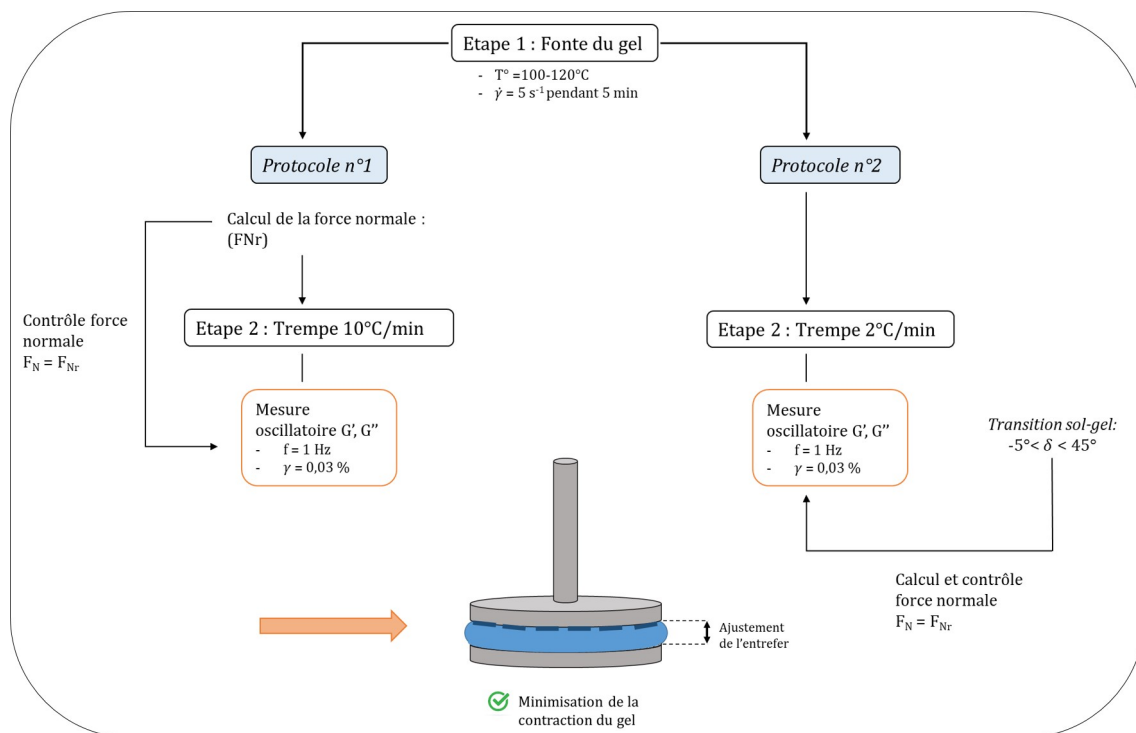 Etape 1 : Fonte du gel
- T° =100-120°C
- γ̇ = 5 s⁻¹ pendant 5 min
Protocole n°1
Protocole n°2
Calcul de la force normale :
(FNr)
Contrôle force
normale
F_N = F_Nr
Etape 2 : Trempe 10°C/min
Etape 2 : Trempe 2°C/min
Mesure
oscillatoire G’, G’’
- f = 1 Hz
- γ = 0,03 %
Mesure
oscillatoire G’, G’’
- f = 1 Hz
- γ = 0,03 %
Transition sol-gel:
-5°< δ < 45°
Calcul et contrôle
force normale
F_N = F_Nr
Ajustement
de l’entrefer
Minimisation de la
contraction du gel